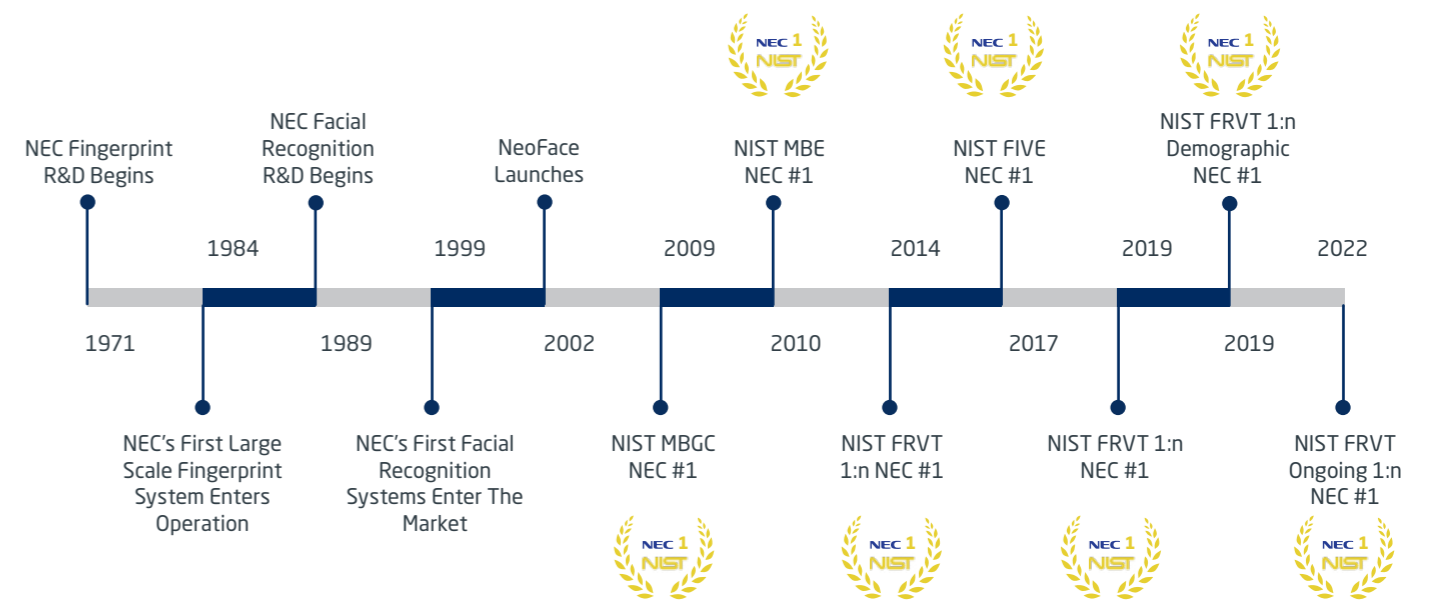 NEC 1
NIST
NEC 1
NIST
NEC 1
NIST
NEC Fingerprint
R&D Begins
NEC Facial
Recognition
R&D Begins
NeoFace
Launches
NIST MBE
NEC #1
NIST FIVE
NEC #1
NIST FRVT 1:n
Demographic
NEC #1
1984
1999
2009
2014
2019
2022
1971
1989
2002
2010
2017
2019
NEC's First Large
Scale Fingerprint
System Enters
Operation
NEC's First Facial
Recognition
Systems Enter The
Market
NIST MBGC
NEC #1
NIST FRVT
1:n NEC #1
NIST FRVT 1:n
NEC #1
NIST FRVT
Ongoing 1:n
NEC #1
NEC 1
NIST
NEC 1
NIST
NEC 1
NIST
NEC 1
NIST